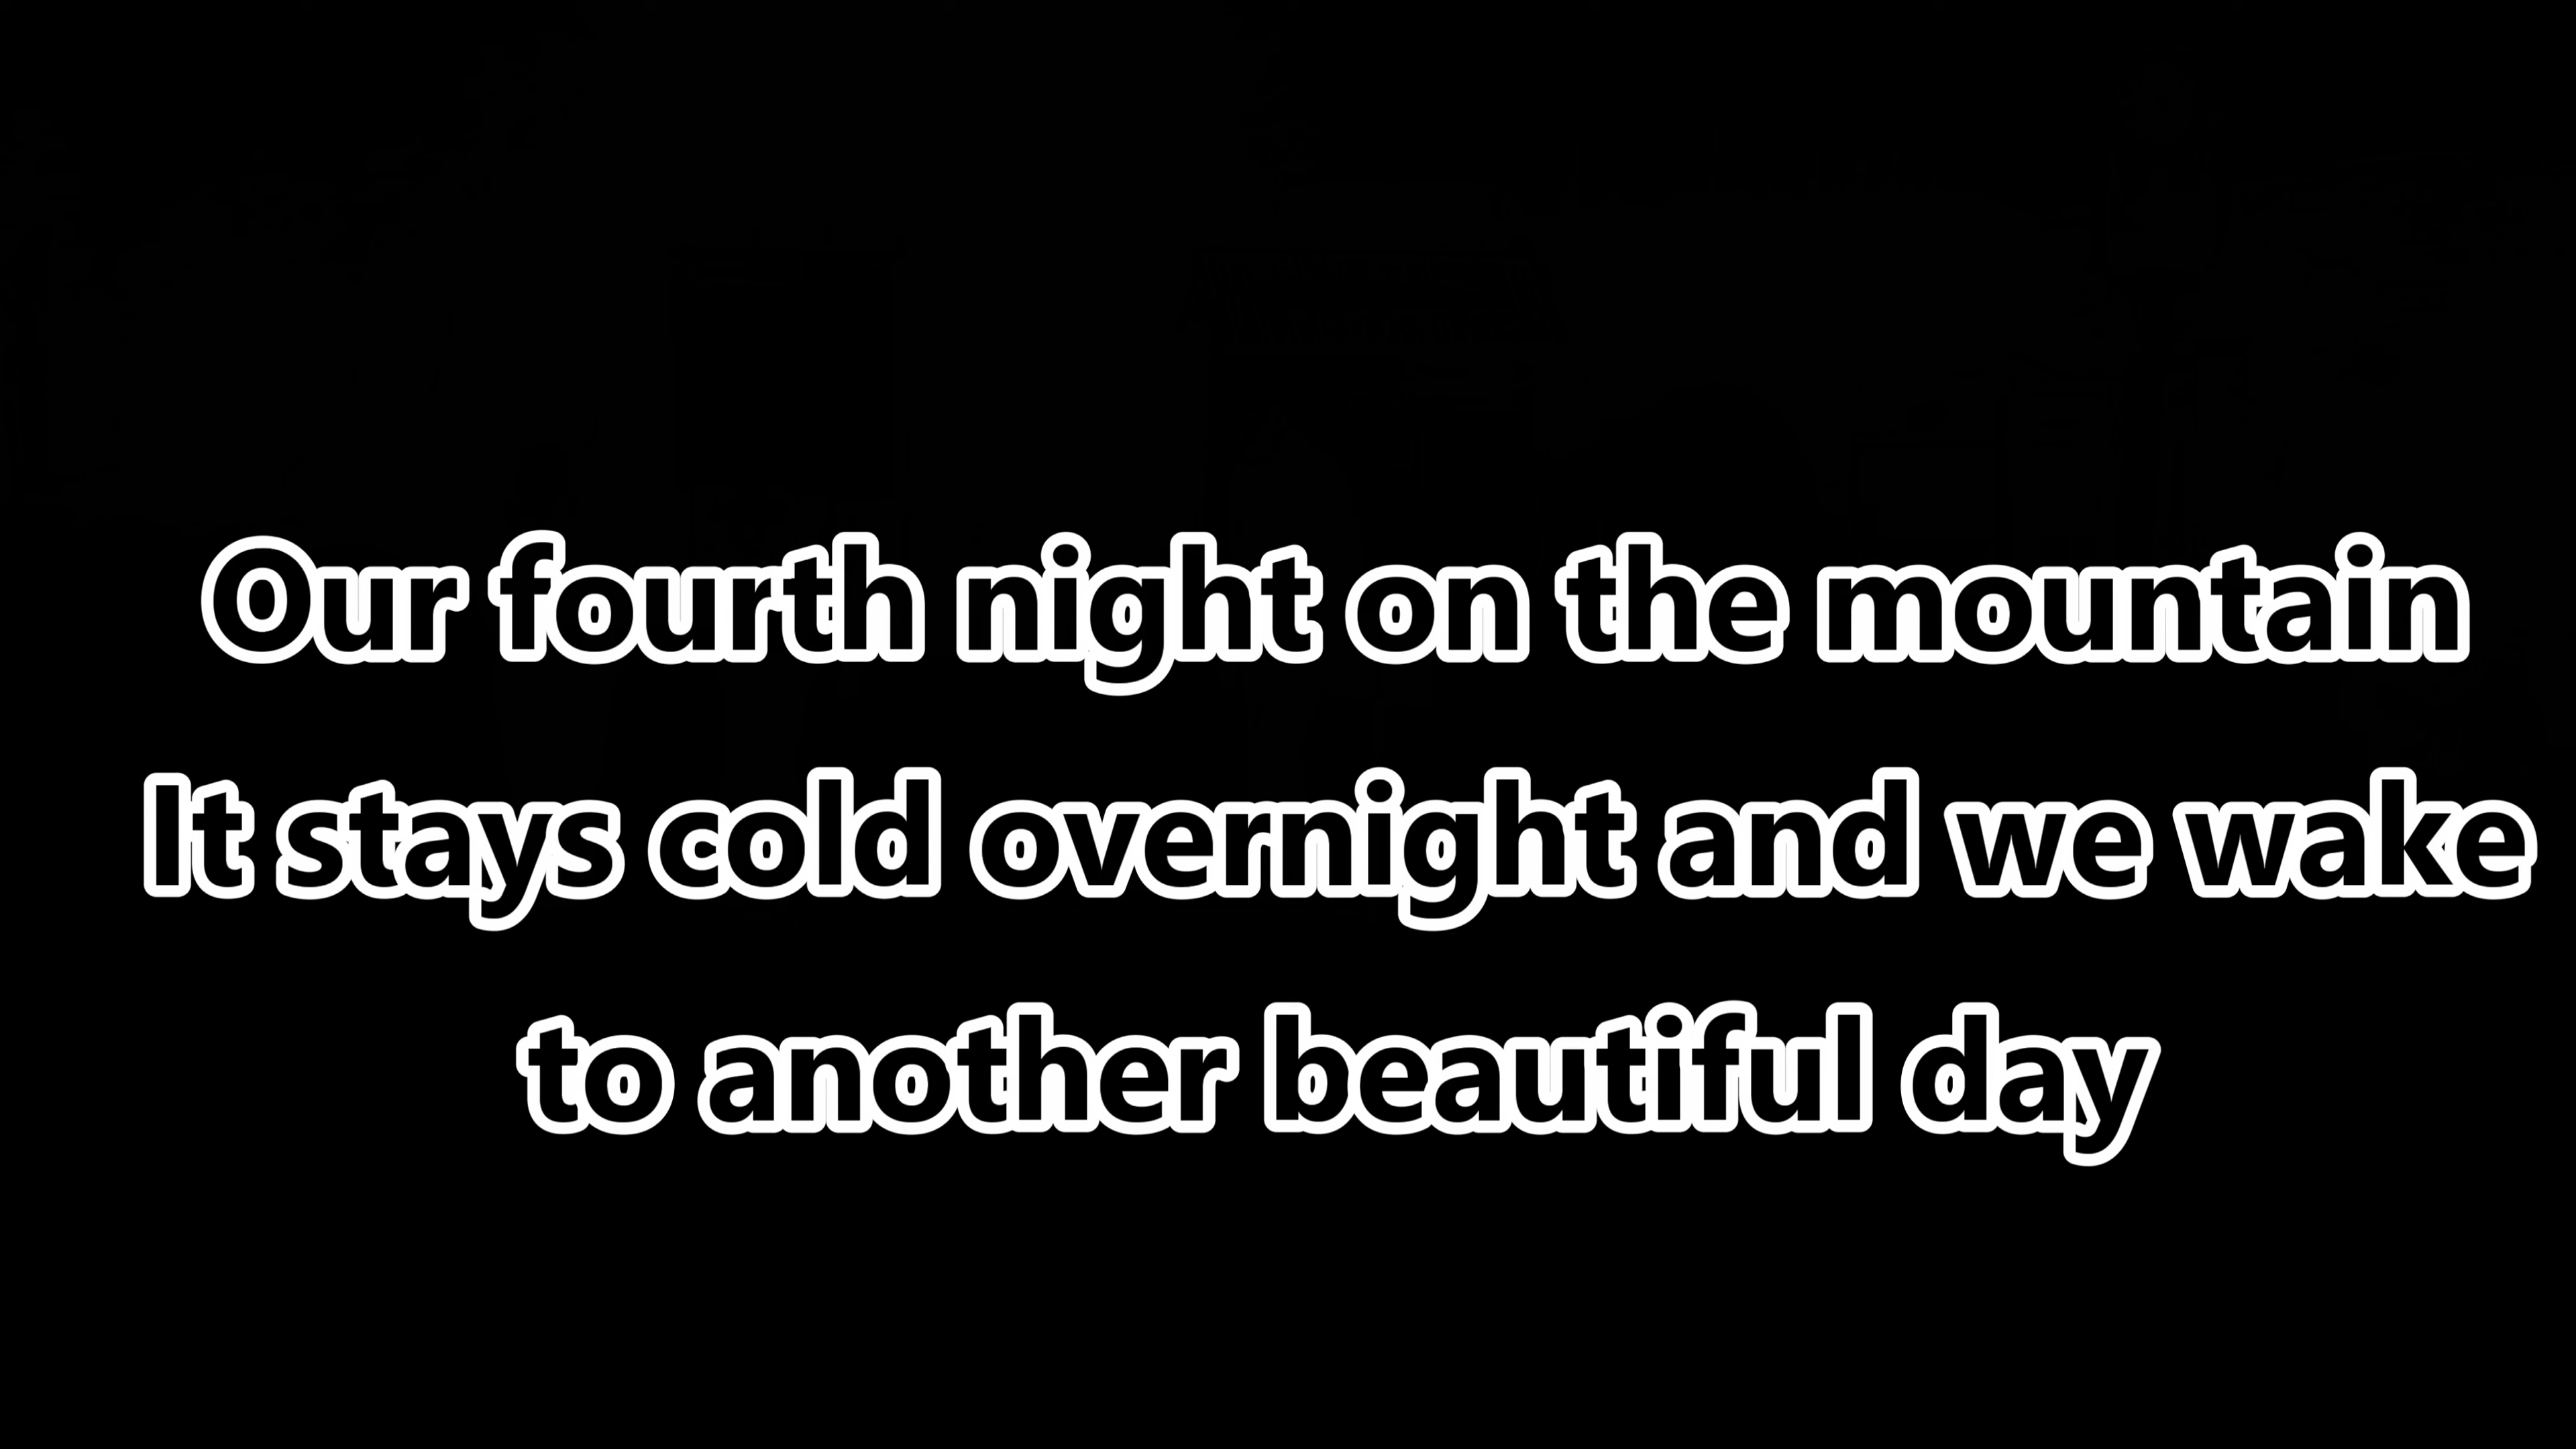 Our fourth night on the mountain
It stays cold overnight and we wake
to another beautiful day